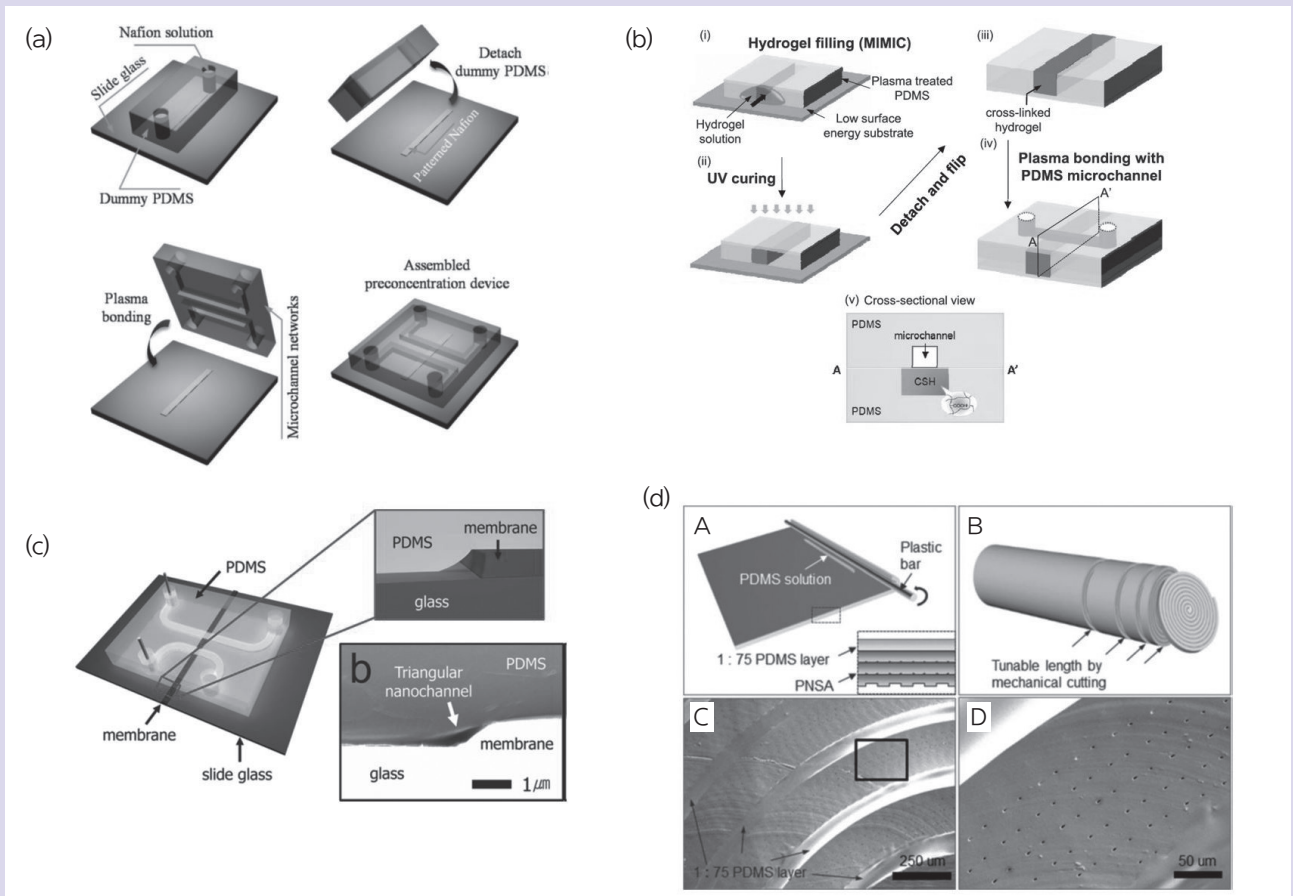 (a)
Nafion solution
Slide glass
Dummy PDMS
Detach
dummy PDMS
Patterned Nafion
Plasma
bonding
Microchannel networks
Assembled
preconcentration device
(b)
(i)
Hydrogel filling (MIMIC)
Plasma treated
PDMS
Hydrogel
solution
Low surface
energy substrate
(ii)
UV curing
Detach and flip
(iii)
cross-linked
hydrogel
(iv)
Plasma bonding with
PDMS microchannel
A'
A
(v) Cross-sectional view
PDMS
microchannel
A
A'
CSH
PDMS
(c)
PDMS
membrane
slide glass
PDMS
membrane
glass
b
Triangular
nanochannel
PDMS
membrane
glass
1㎛
(d)
A
PDMS solution
Plastic
bar
1 : 75 PDMS layer
PNSA
B
Tunable length by
mechanical cutting
C
1 : 75 PDMS layer
250 um
D
50 um